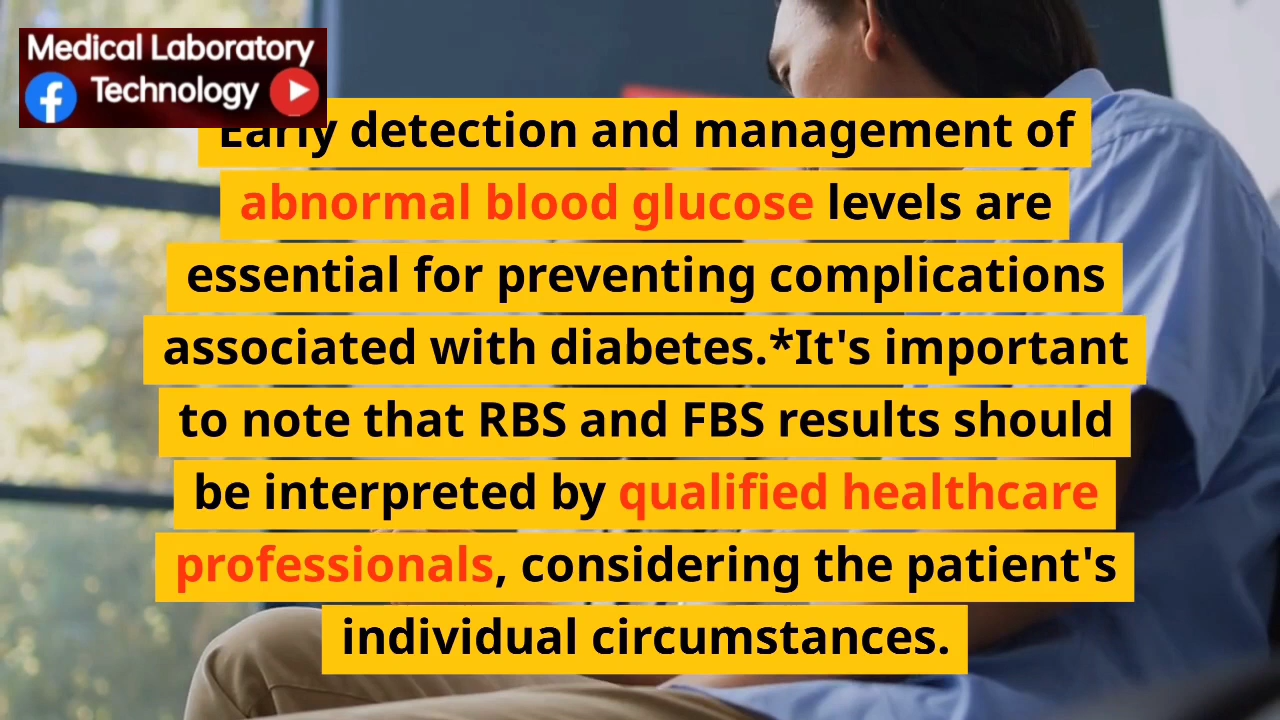 Medical Laboratory
Technology
Early detection and management of
abnormal blood glucose levels are
essential for preventing complications
associated with diabetes.*It's important
to note that RBS and FBS results should
be interpreted by qualified healthcare
professionals, considering the patient's
individual circumstances.